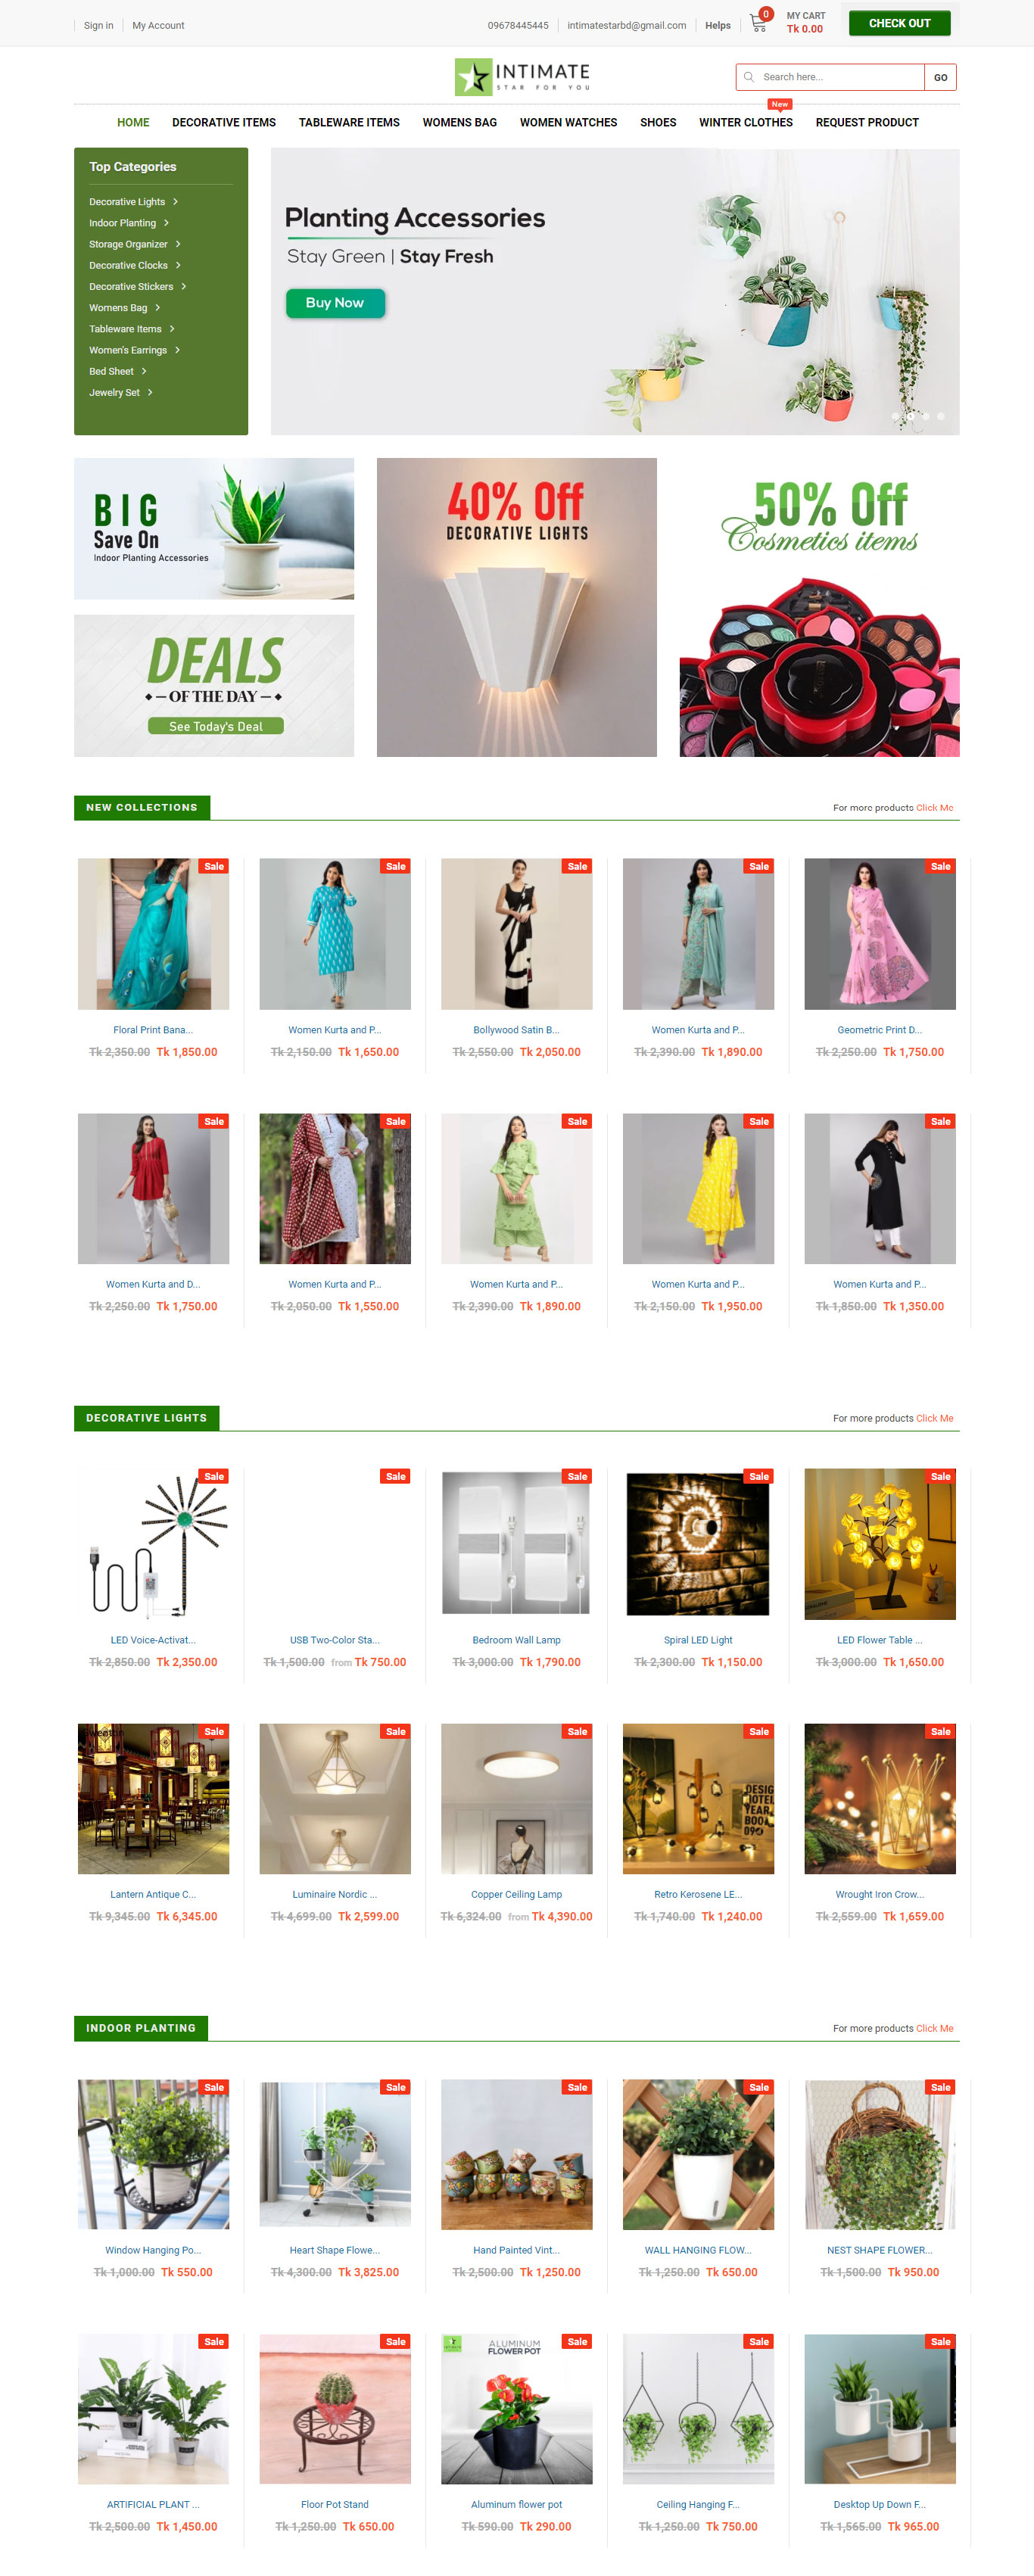 Sign in
My Account
09678445445
intimatestarbd@gmail.com
Helps
0
MY CART
Tk 0.00
CHECK OUT
INTIMATE
STAR FOR YOU
Search here...
GO
New
HOME
DECORATIVE ITEMS
TABLEWARE ITEMS
WOMENS BAG
WOMEN WATCHES
SHOES
WINTER CLOTHES
REQUEST PRODUCT
Top Categories
Decorative Lights
Indoor Planting
Storage Organizer
Decorative Clocks
Decorative Stickers
Womens Bag
Tableware Items
Women's Earrings
Bed Sheet
Jewelry Set
Planting Accessories
Stay Green | Stay Fresh
Buy Now
BIG
Save On
Indoor Planting Accessories
DEALS
OF THE DAY
See Today's Deal
40% Off
DECORATIVE LIGHTS
50% Off
Cosmetics items
NEW COLLECTIONS
For more products Click Me
Sale Sale Sale Sale Sale
Floral Print Bana...
Tk 2,350.00 Tk 1,850.00
Women Kurta and P...
Tk 2,150.00 Tk 1,650.00
Bollywood Satin B...
Tk 2,550.00 Tk 2,050.00
Women Kurta and P...
Tk 2,390.00 Tk 1,890.00
Geometric Print D...
Tk 2,250.00 Tk 1,750.00
Sale Sale Sale Sale Sale
Women Kurta and D...
Tk 2,250.00 Tk 1,750.00
Women Kurta and P...
Tk 2,050.00 Tk 1,550.00
Women Kurta and P...
Tk 2,390.00 Tk 1,890.00
Women Kurta and P...
Tk 2,150.00 Tk 1,950.00
Women Kurta and P...
Tk 1,850.00 Tk 1,350.00
DECORATIVE LIGHTS
For more products Click Me
Sale Sale Sale Sale Sale
LED Voice-Activat...
Tk 2,850.00 Tk 2,350.00
USB Two-Color Sta...
Tk 1,500.00 from Tk 750.00
Bedroom Wall Lamp
Tk 3,000.00 Tk 1,790.00
Spiral LED Light
Tk 2,300.00 Tk 1,150.00
LED Flower Table ...
Tk 3,000.00 Tk 1,650.00
Sale Sale Sale Sale Sale
Lantern Antique C...
Tk 9,345.00 Tk 6,345.00
Luminaire Nordic ...
Tk 4,699.00 Tk 2,599.00
Copper Ceiling Lamp
Tk 6,324.00 from Tk 4,390.00
Retro Kerosene LE...
Tk 1,740.00 Tk 1,240.00
Wrought Iron Crow...
Tk 2,559.00 Tk 1,659.00
INDOOR PLANTING
For more products Click Me
Sale Sale Sale Sale Sale
Window Hanging Po...
Tk 1,000.00 Tk 550.00
Heart Shape Flowe...
Tk 4,300.00 Tk 3,825.00
Hand Painted Vint...
Tk 2,500.00 Tk 1,250.00
WALL HANGING FLOW...
Tk 1,250.00 Tk 650.00
NEST SHAPE FLOWER...
Tk 1,500.00 Tk 950.00
Sale Sale Sale Sale Sale
ALUMINUM
FLOWER POT
ARTIFICIAL PLANT ...
Tk 2,500.00 Tk 1,450.00
Floor Pot Stand
Tk 1,250.00 Tk 650.00
Aluminum flower pot
Tk 590.00 Tk 290.00
Ceiling Hanging F...
Tk 1,250.00 Tk 750.00
Desktop Up Down F...
Tk 1,565.00 Tk 965.00